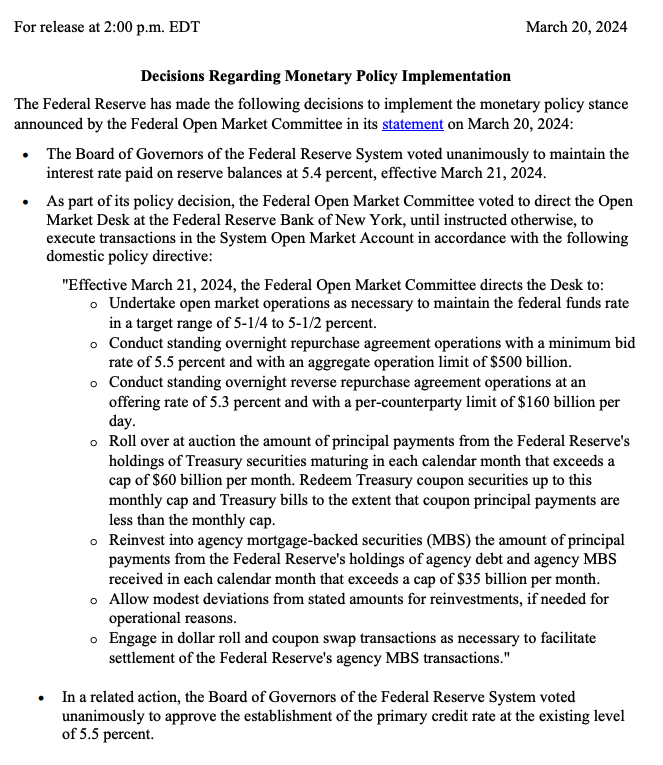 For release at 2:00 p.m. EDT March 20, 2024
Decisions Regarding Monetary Policy Implementation
The Federal Reserve has made the following decisions to implement the monetary policy stance
announced by the Federal Open Market Committee in its statement on March 20, 2024:
• The Board of Governors of the Federal Reserve System voted unanimously to maintain the
interest rate paid on reserve balances at 5.4 percent, effective March 21, 2024.
• As part of its policy decision, the Federal Open Market Committee voted to direct the Open
Market Desk at the Federal Reserve Bank of New York, until instructed otherwise, to
execute transactions in the System Open Market Account in accordance with the following
domestic policy directive:
"Effective March 21, 2024, the Federal Open Market Committee directs the Desk to:
o Undertake open market operations as necessary to maintain the federal funds rate
in a target range of 5-1/4 to 5-1/2 percent.
o Conduct standing overnight repurchase agreement operations with a minimum bid
rate of 5.5 percent and with an aggregate operation limit of $500 billion.
o Conduct standing overnight reverse repurchase agreement operations at an
offering rate of 5.3 percent and with a per-counterparty limit of $160 billion per
day.
o Roll over at auction the amount of principal payments from the Federal Reserve's
holdings of Treasury securities maturing in each calendar month that exceeds a
cap of $60 billion per month. Redeem Treasury coupon securities up to this
monthly cap and Treasury bills to the extent that coupon principal payments are
less than the monthly cap.
o Reinvest into agency mortgage-backed securities (MBS) the amount of principal
payments from the Federal Reserve's holdings of agency debt and agency MBS
received in each calendar month that exceeds a cap of $35 billion per month.
o Allow modest deviations from stated amounts for reinvestments, if needed for
operational reasons.
o Engage in dollar roll and coupon swap transactions as necessary to facilitate
settlement of the Federal Reserve's agency MBS transactions."
• In a related action, the Board of Governors of the Federal Reserve System voted
unanimously to approve the establishment of the primary credit rate at the existing level
of 5.5 percent.